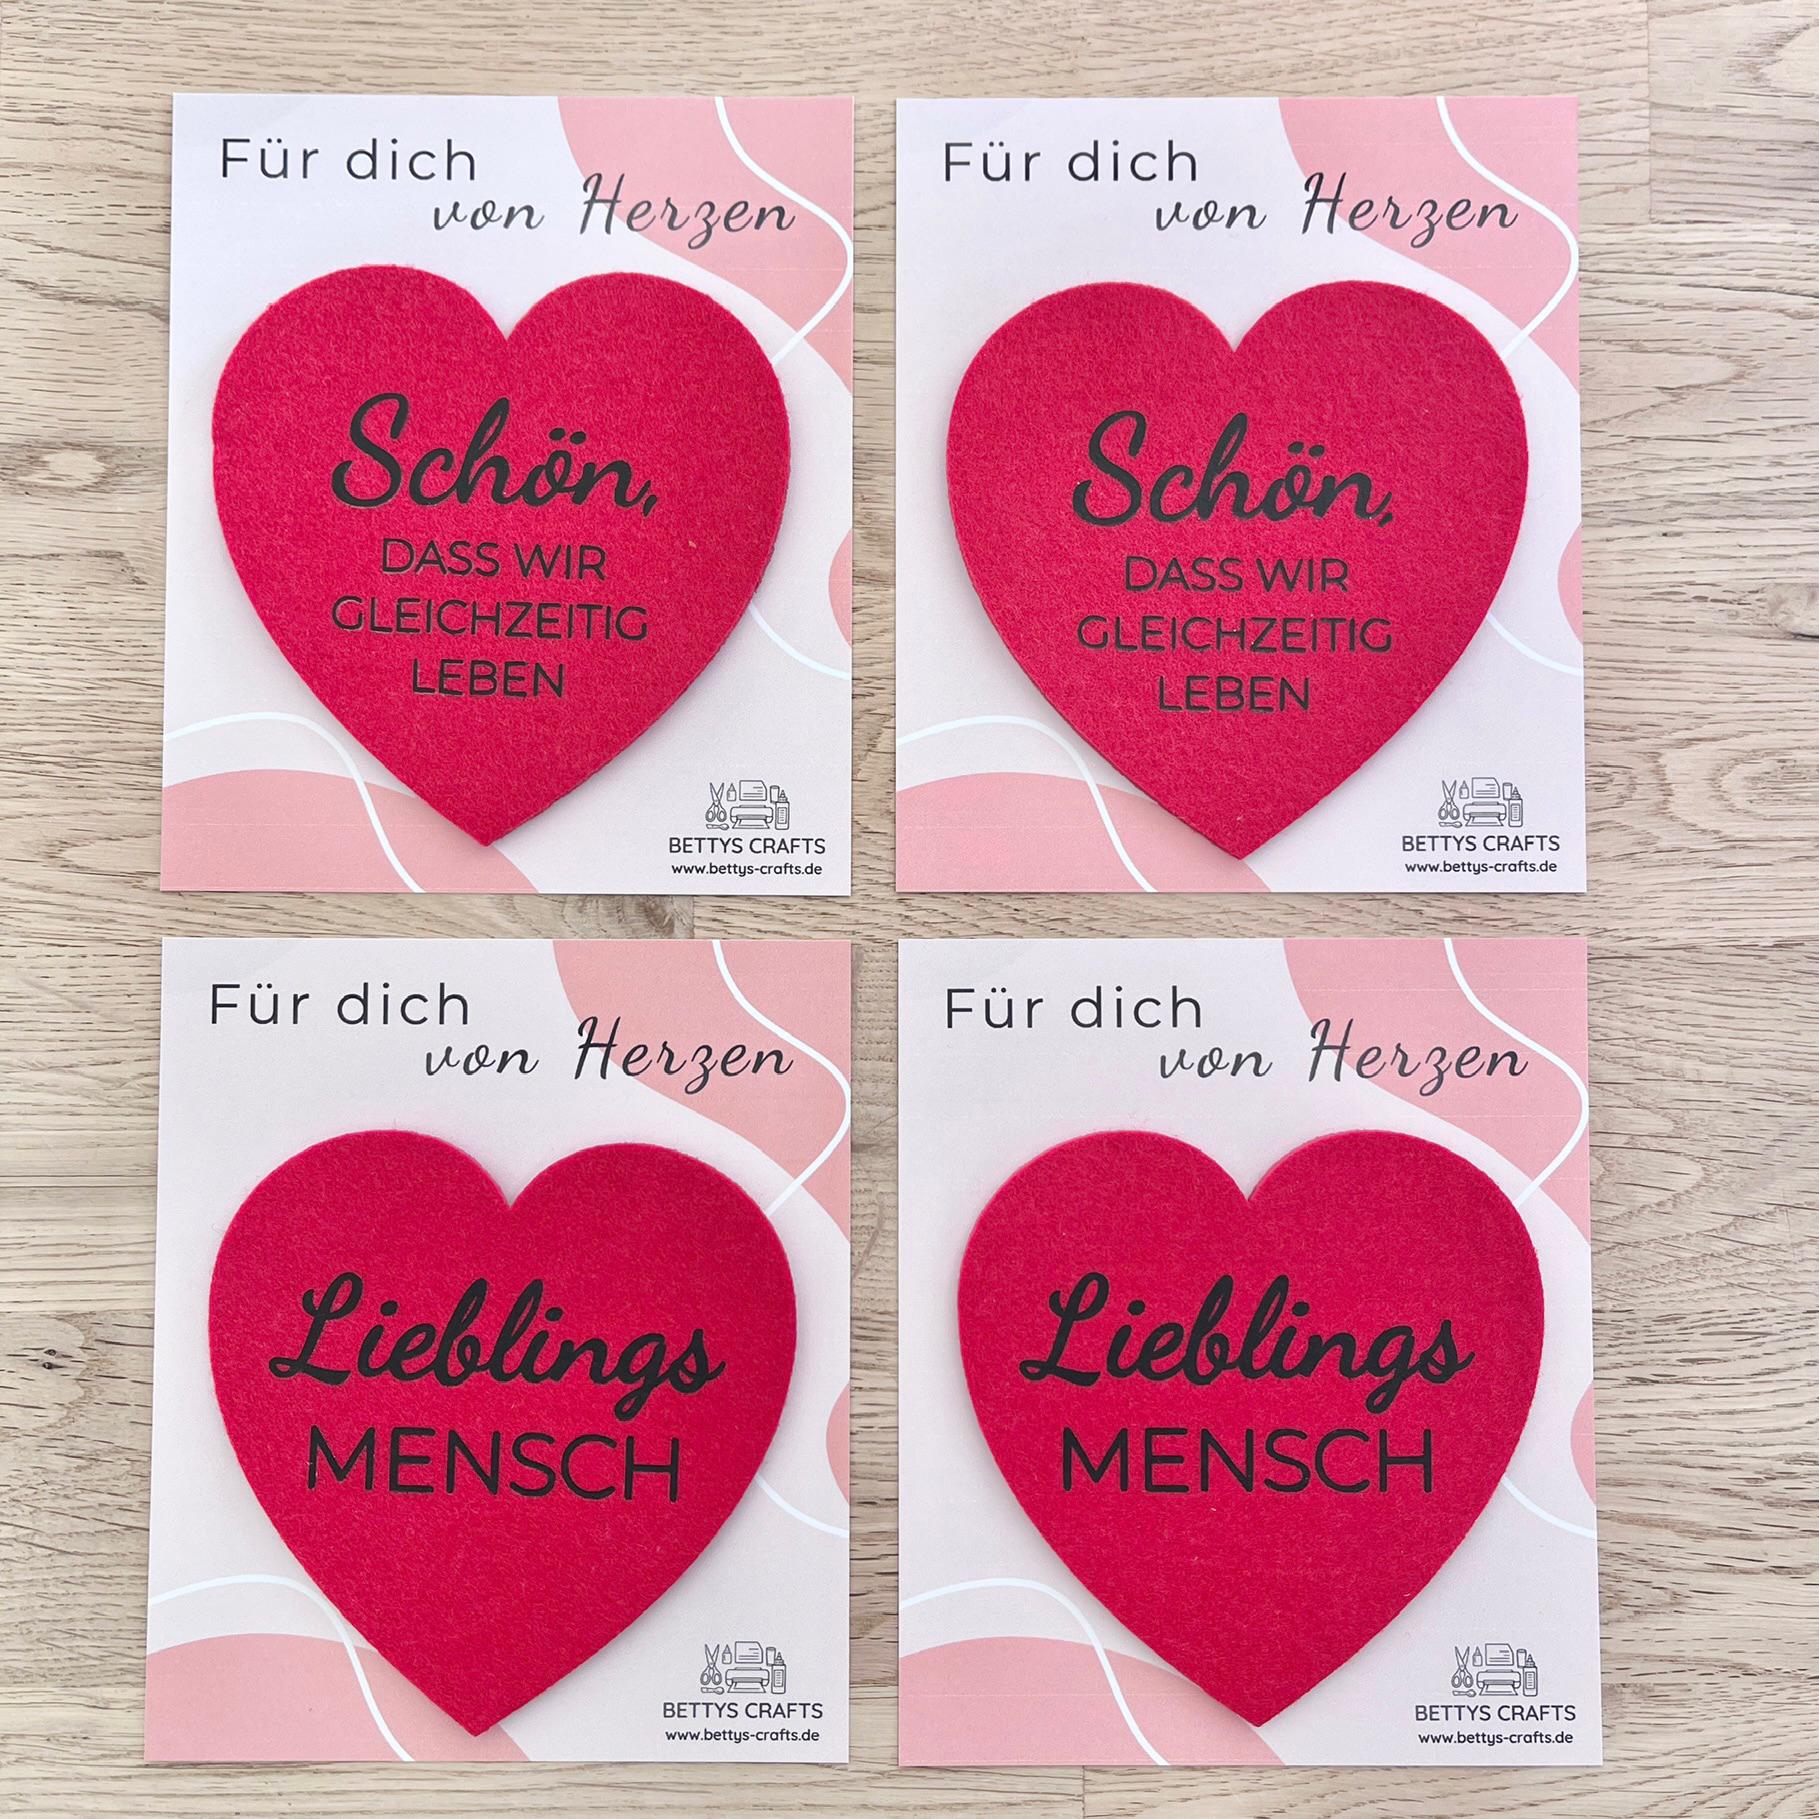 Für dich
von Herzen
Schön,
DASS WIR
GLEICHZEITIG
LEBEN
BETTYS CRAFTS
www.bettys-crafts.de
Für dich
von Herzen
Schön,
DASS WIR
GLEICHZEITIG
LEBEN
BETTYS CRAFTS
www.bettys-crafts.de
Für dich
von Herzen
Lieblings
MENSCH
BETTYS CRAFTS
www.bettys-crafts.de
Für dich
von Herzen
Lieblings
MENSCH
BETTYS CRAFTS
www.bettys-crafts.de